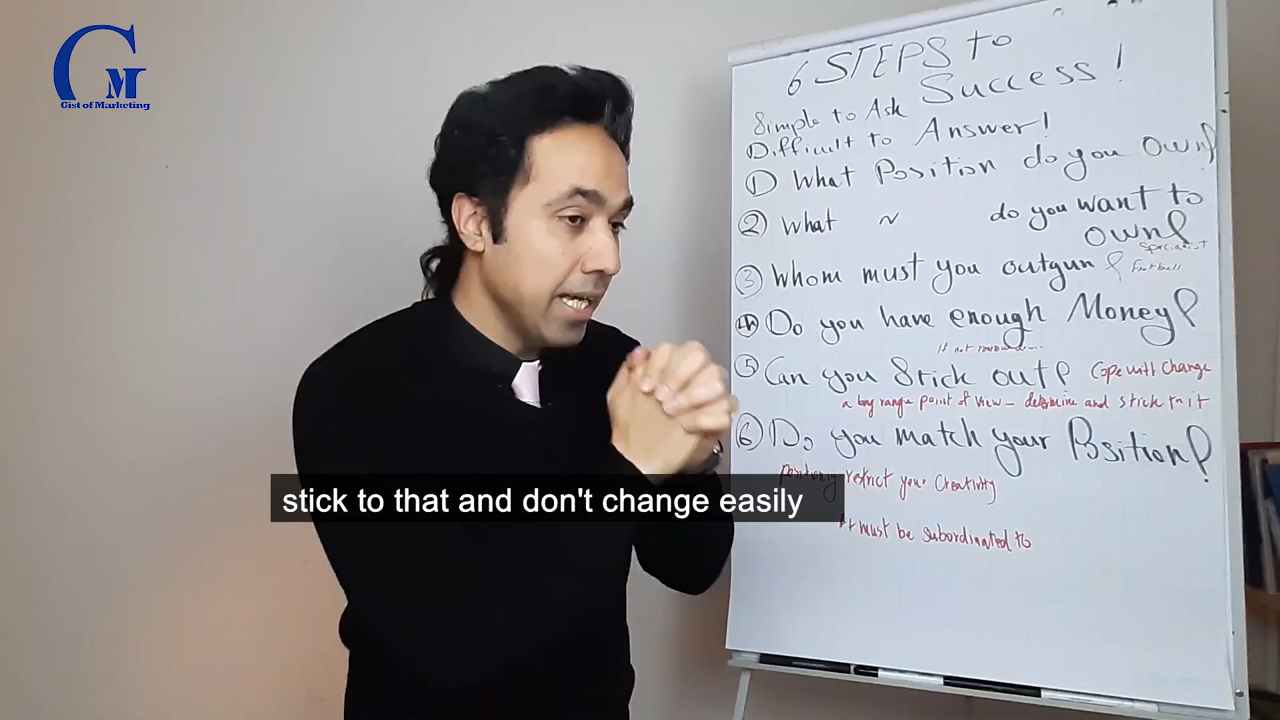 GM
Gist of Marketing
6 STEPS to
Success!
Simple to Ask
Difficult to Answer!
① What Position do you own?
② What ~ do you want to
own?
Specialist
③ Whom must you outgun?
Football
④ Do you have enough Money?
If not
⑤ Can you Stick out? Cope with Change
a long range point of view - determine and stick to it
⑥ Do you match your Position?
restrict your Creativity
stick to that and don't change easily
It must be subordinated to